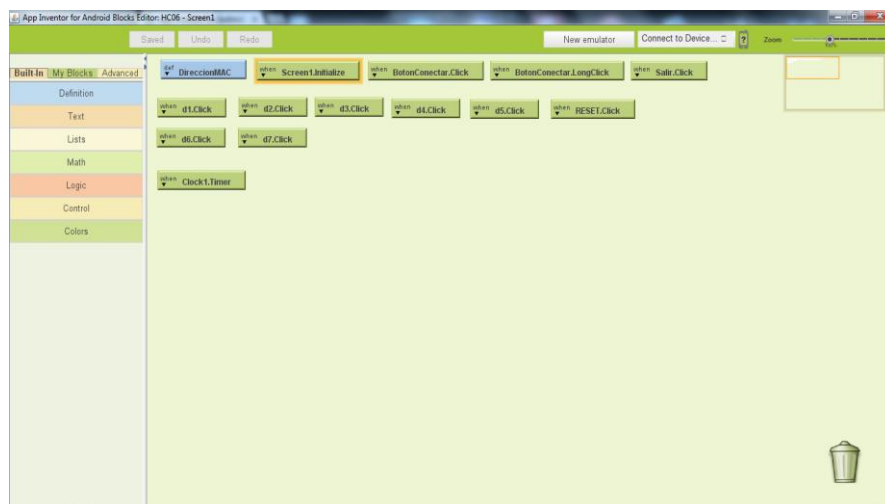 App Inventor for Android Blocks Editor: HC06 - Screen1
Saved Undo Redo New emulator Connect to Device... ? Zoom
Built-In My Blocks Advanced
Definition
Text
Lists
Math
Logic
Control
Colors
def DireccionMAC when Screen1.Initialize when BotonConectar.Click when BotonConectar.LongClick when Salir.Click
when d1.Click when d2.Click when d3.Click when d4.Click when d5.Click when RESET.Click
when d6.Click when d7.Click
when Clock1.Timer